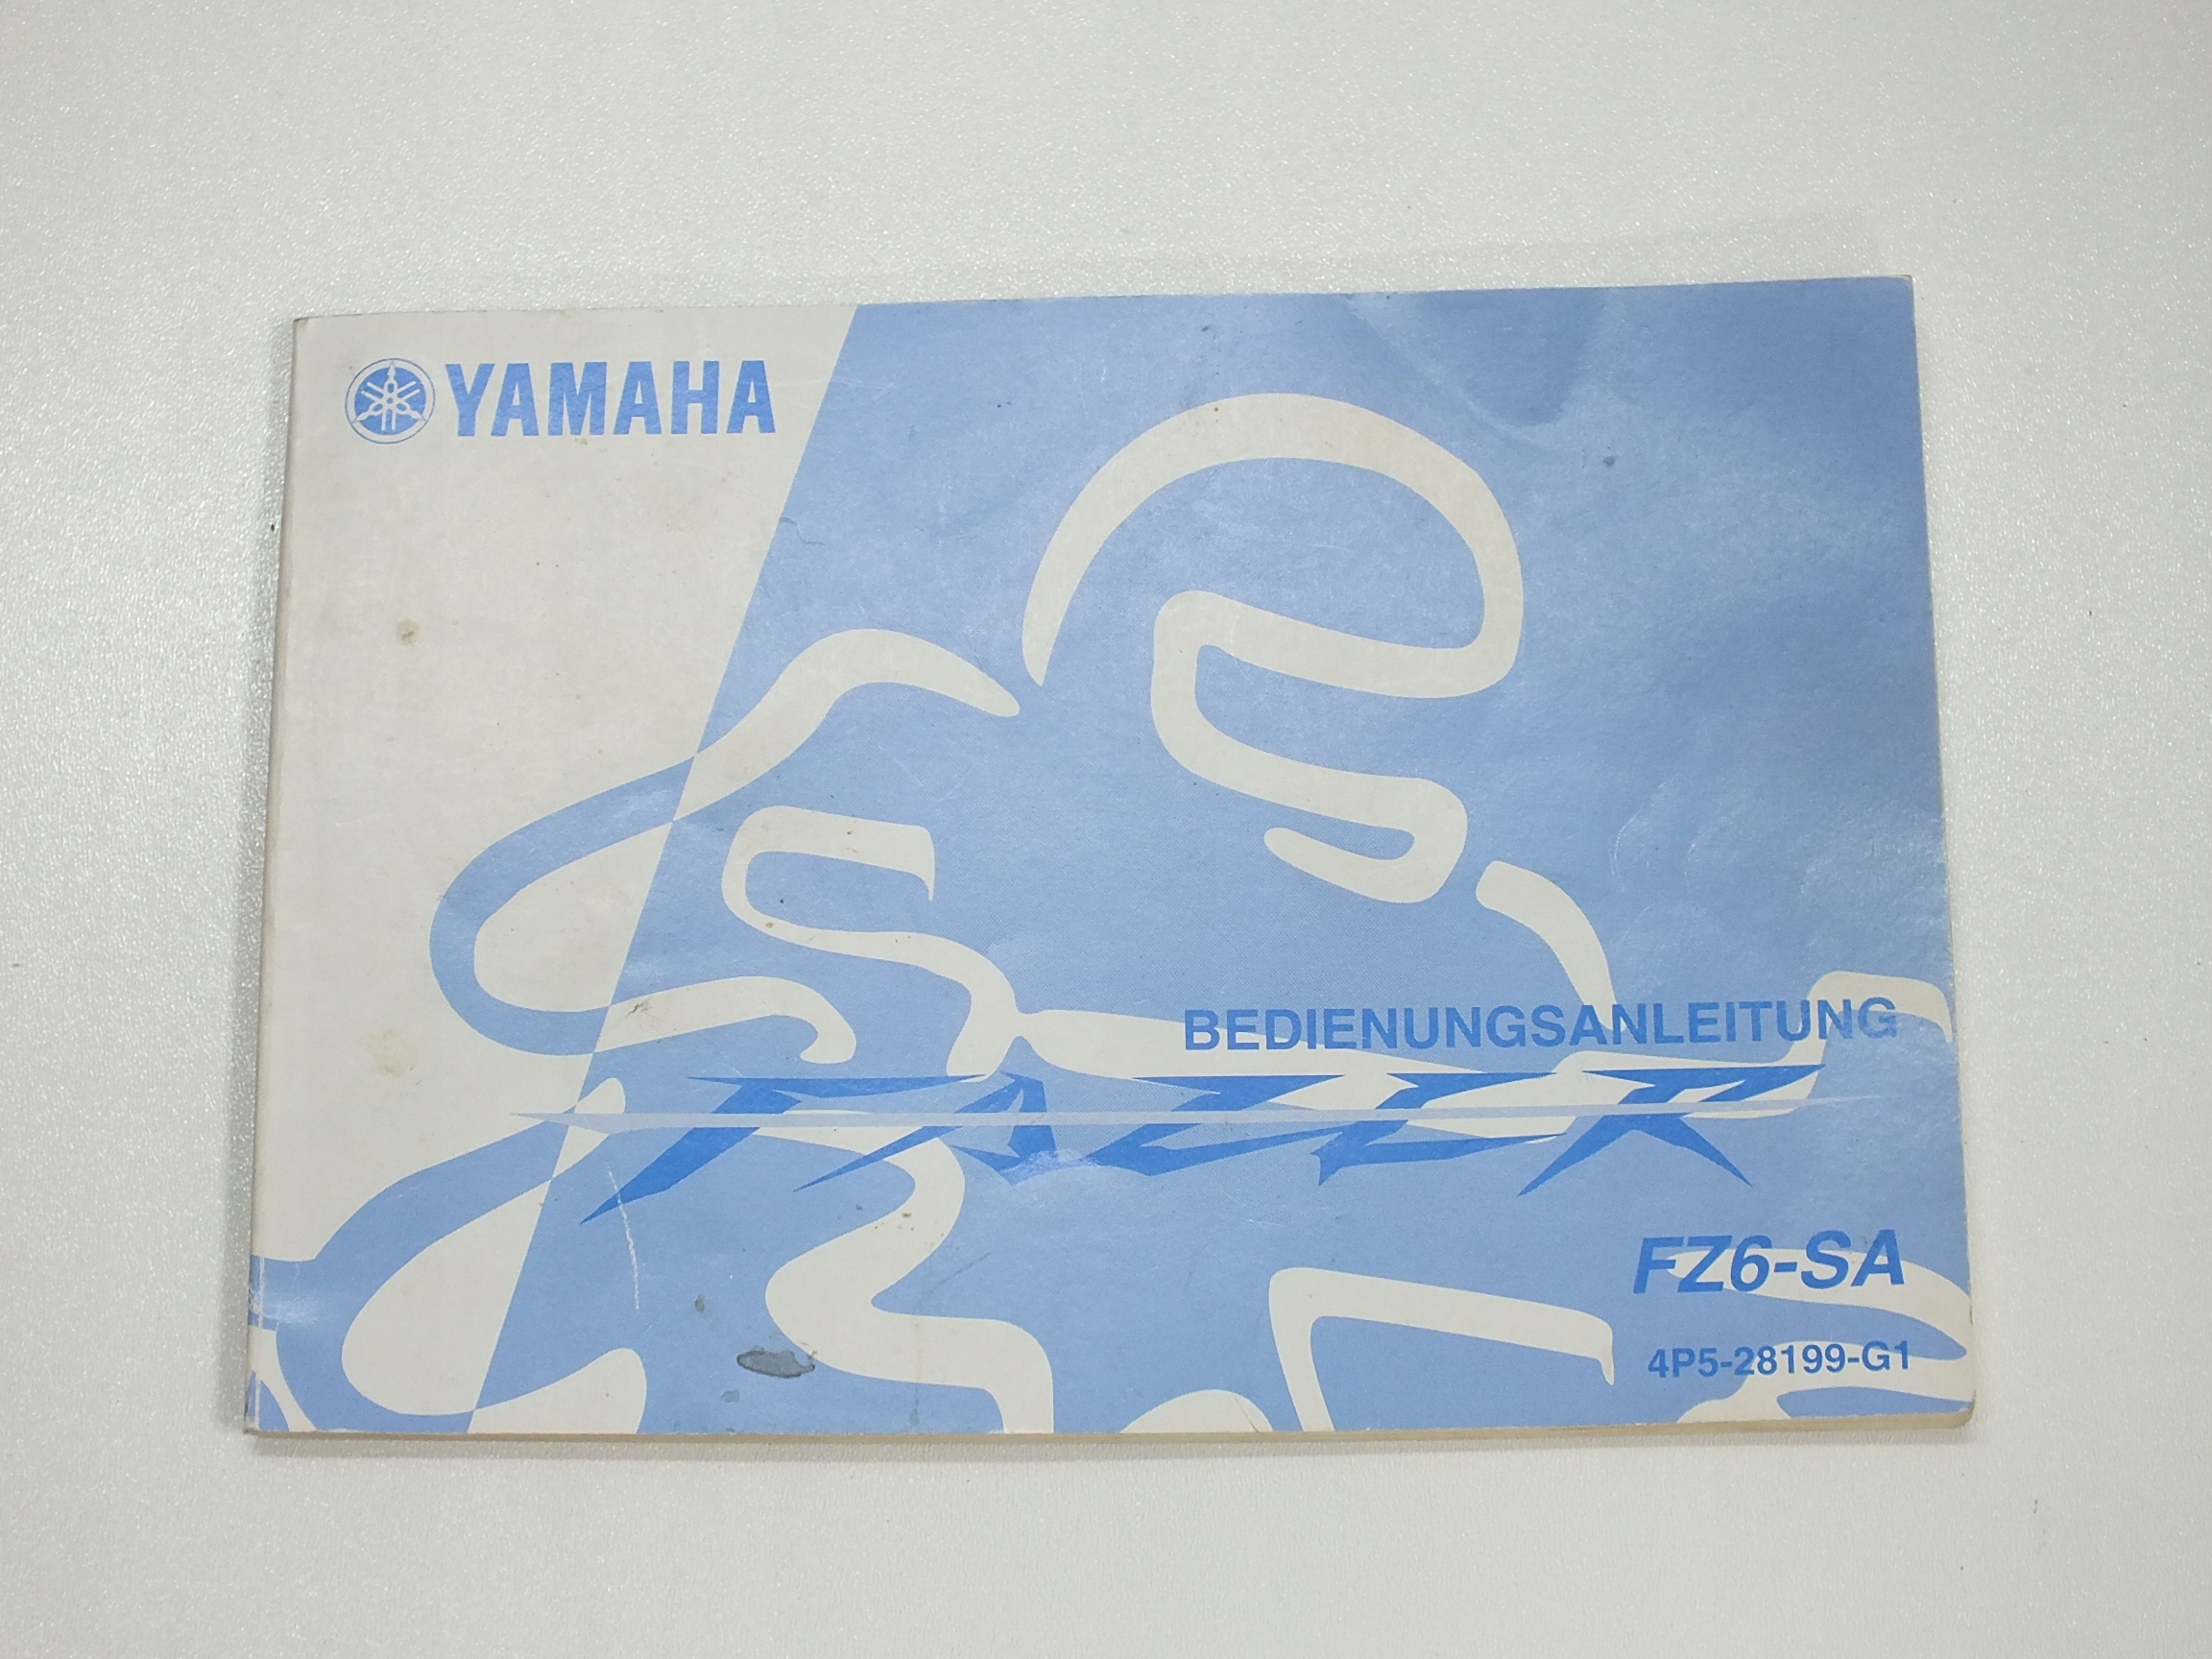 YAMAHA
BEDIENUNGSANLEITUNG
FAZER
FZ6-SA
4P5-28199-G1